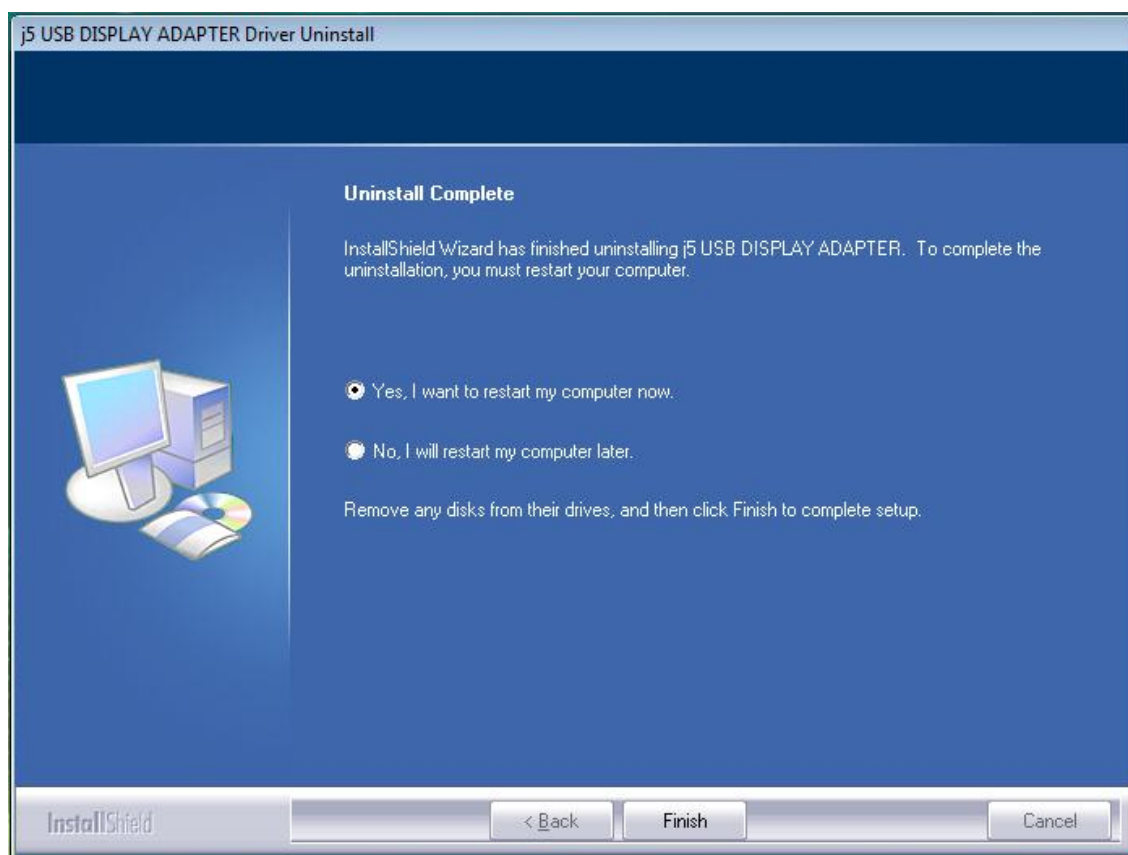 j5 USB DISPLAY ADAPTER Driver Uninstall
Uninstall Complete
InstallShield Wizard has finished uninstalling j5 USB DISPLAY ADAPTER.  To complete the
uninstallation, you must restart your computer.
Yes, I want to restart my computer now.
No, I will restart my computer later.
Remove any disks from their drives, and then click Finish to complete setup.
InstallShield
< Back
Finish
Cancel